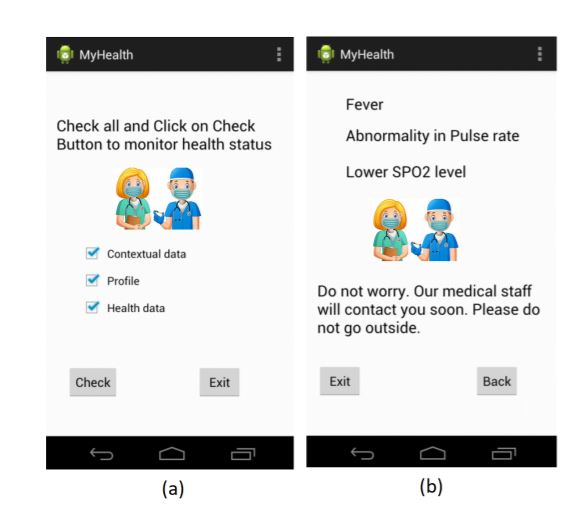 MyHealth
Check all and Click on Check
Button to monitor health status
Contextual data
Profile
Health data
Check
Exit
(a)
MyHealth
Fever
Abnormality in Pulse rate
Lower SPO2 level
Do not worry. Our medical staff
will contact you soon. Please do
not go outside.
Exit
Back
(b)